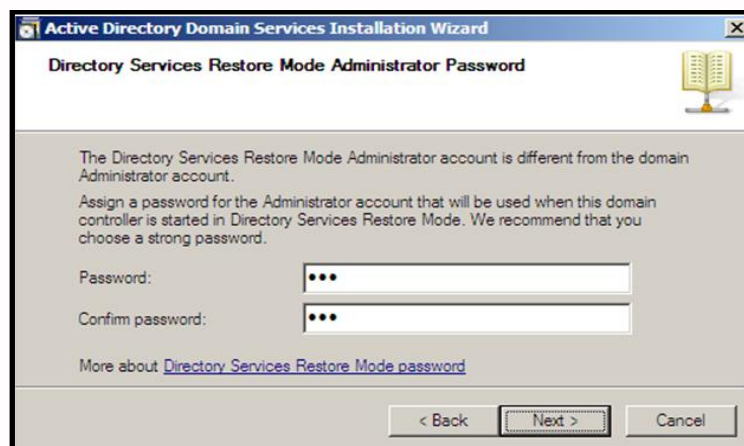 Active Directory Domain Services Installation Wizard
Directory Services Restore Mode Administrator Password
The Directory Services Restore Mode Administrator account is different from the domain
Administrator account.
Assign a password for the Administrator account that will be used when this domain
controller is started in Directory Services Restore Mode. We recommend that you
choose a strong password.
Password: •••
Confirm password: •••
More about Directory Services Restore Mode password
< Back Next > Cancel